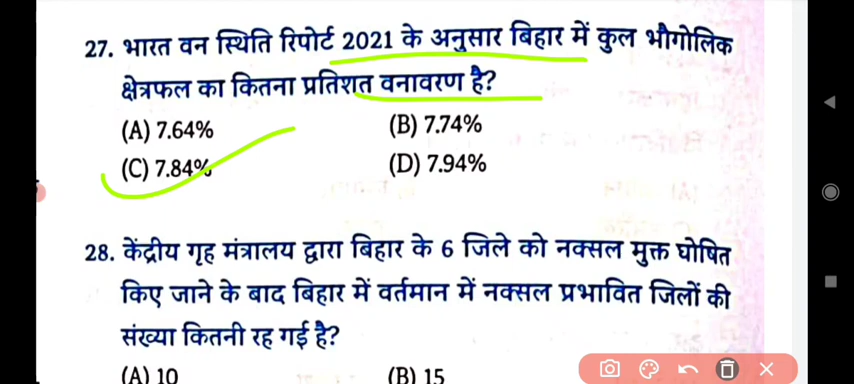 27. भारत वन स्थिति रिपोर्ट 2021 के अनुसार बिहार में कुल भौगोलिक
क्षेत्रफल का कितना प्रतिशत वनावरण है?
(A) 7.64% (B) 7.74%
(C) 7.84% (D) 7.94%
28. केंद्रीय गृह मंत्रालय द्वारा बिहार के 6 जिले को नक्सल मुक्त घोषित
किए जाने के बाद बिहार में वर्तमान में नक्सल प्रभावित जिलों की
संख्या कितनी रह गई है?
(A) 10 (B) 15